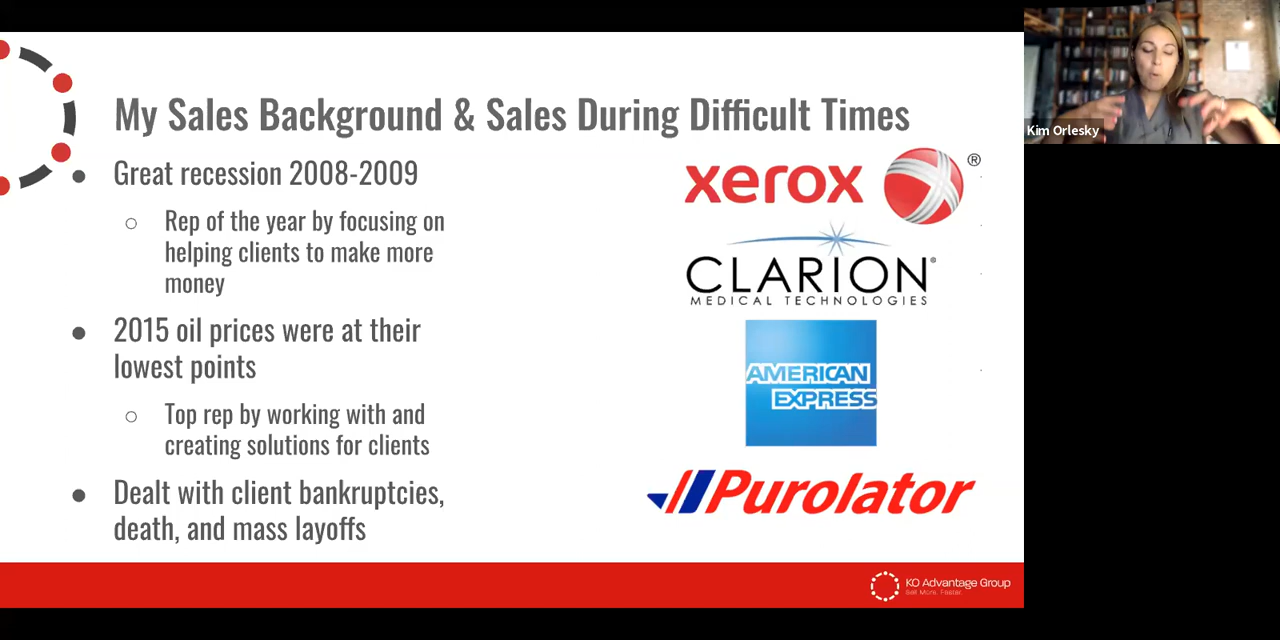 My Sales Background & Sales During Difficult Times
● Great recession 2008-2009
○ Rep of the year by focusing on
helping clients to make more
money
● 2015 oil prices were at their
lowest points
○ Top rep by working with and
creating solutions for clients
● Dealt with client bankruptcies,
death, and mass layoffs
xerox ®
CLARION®
MEDICAL TECHNOLOGIES
AMERICAN
EXPRESS
Purolator
KO Advantage Group
Sell More. Faster.
Kim Orlesky